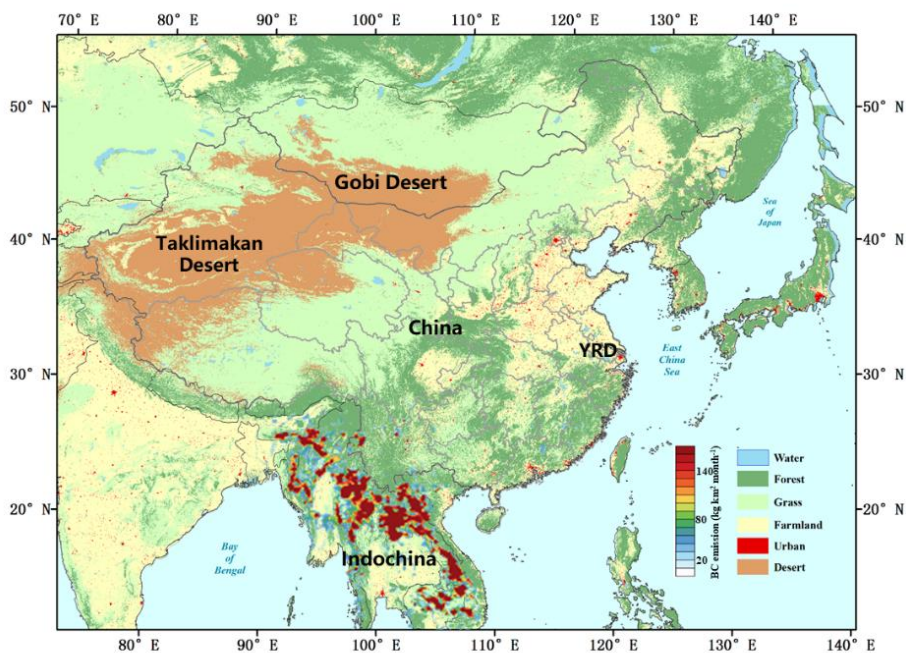 70° E 80° E 90° E 100° E 110° E 120° E 130° E 140° E
50° N
50° N
Gobi Desert
Sea
of
Japan
40° N
Taklimakan
Desert
40° N
China
YRD
East
China
Sea
30° N
30° N
Water
140
Forest
Grass
20° N
80
Farmland
20° N
Bay
of
Bengal
Indochina
Urban
20
Desert
BC emission (kg km² month⁻¹)
80° E 90° E 100° E 110° E 120° E 130° E 140° E